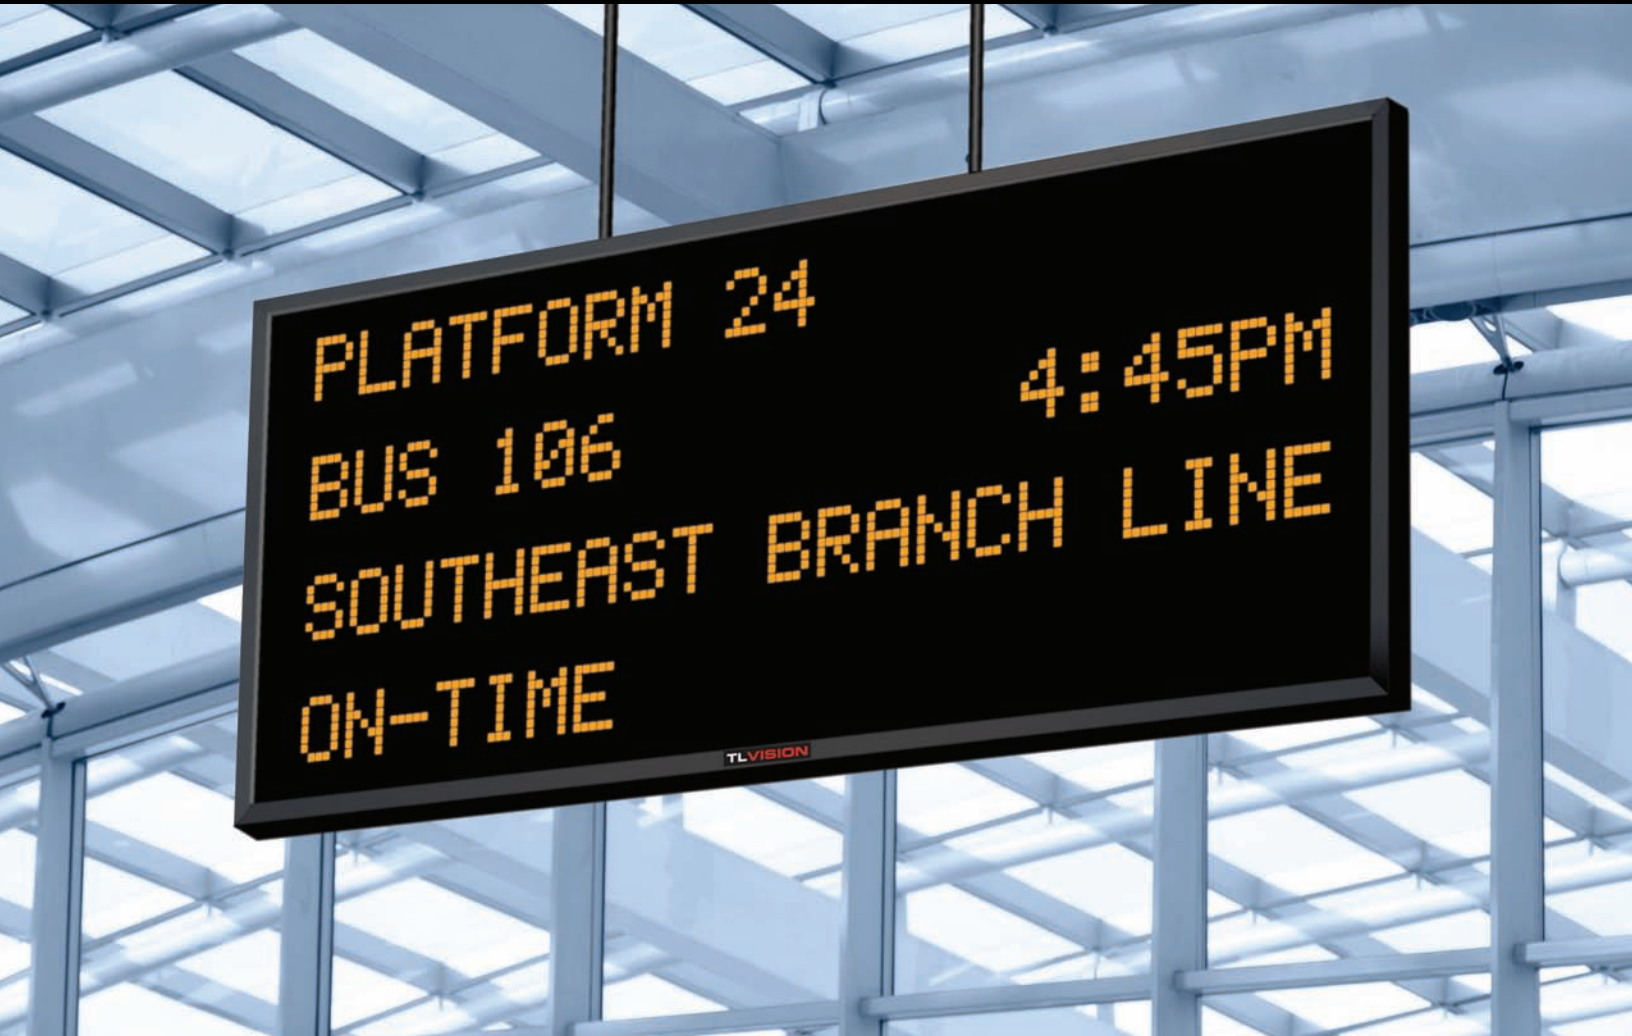 PLATFORM 24
BUS 106 4:45PM
SOUTHEAST BRANCH LINE
ON-TIME
TLVISION